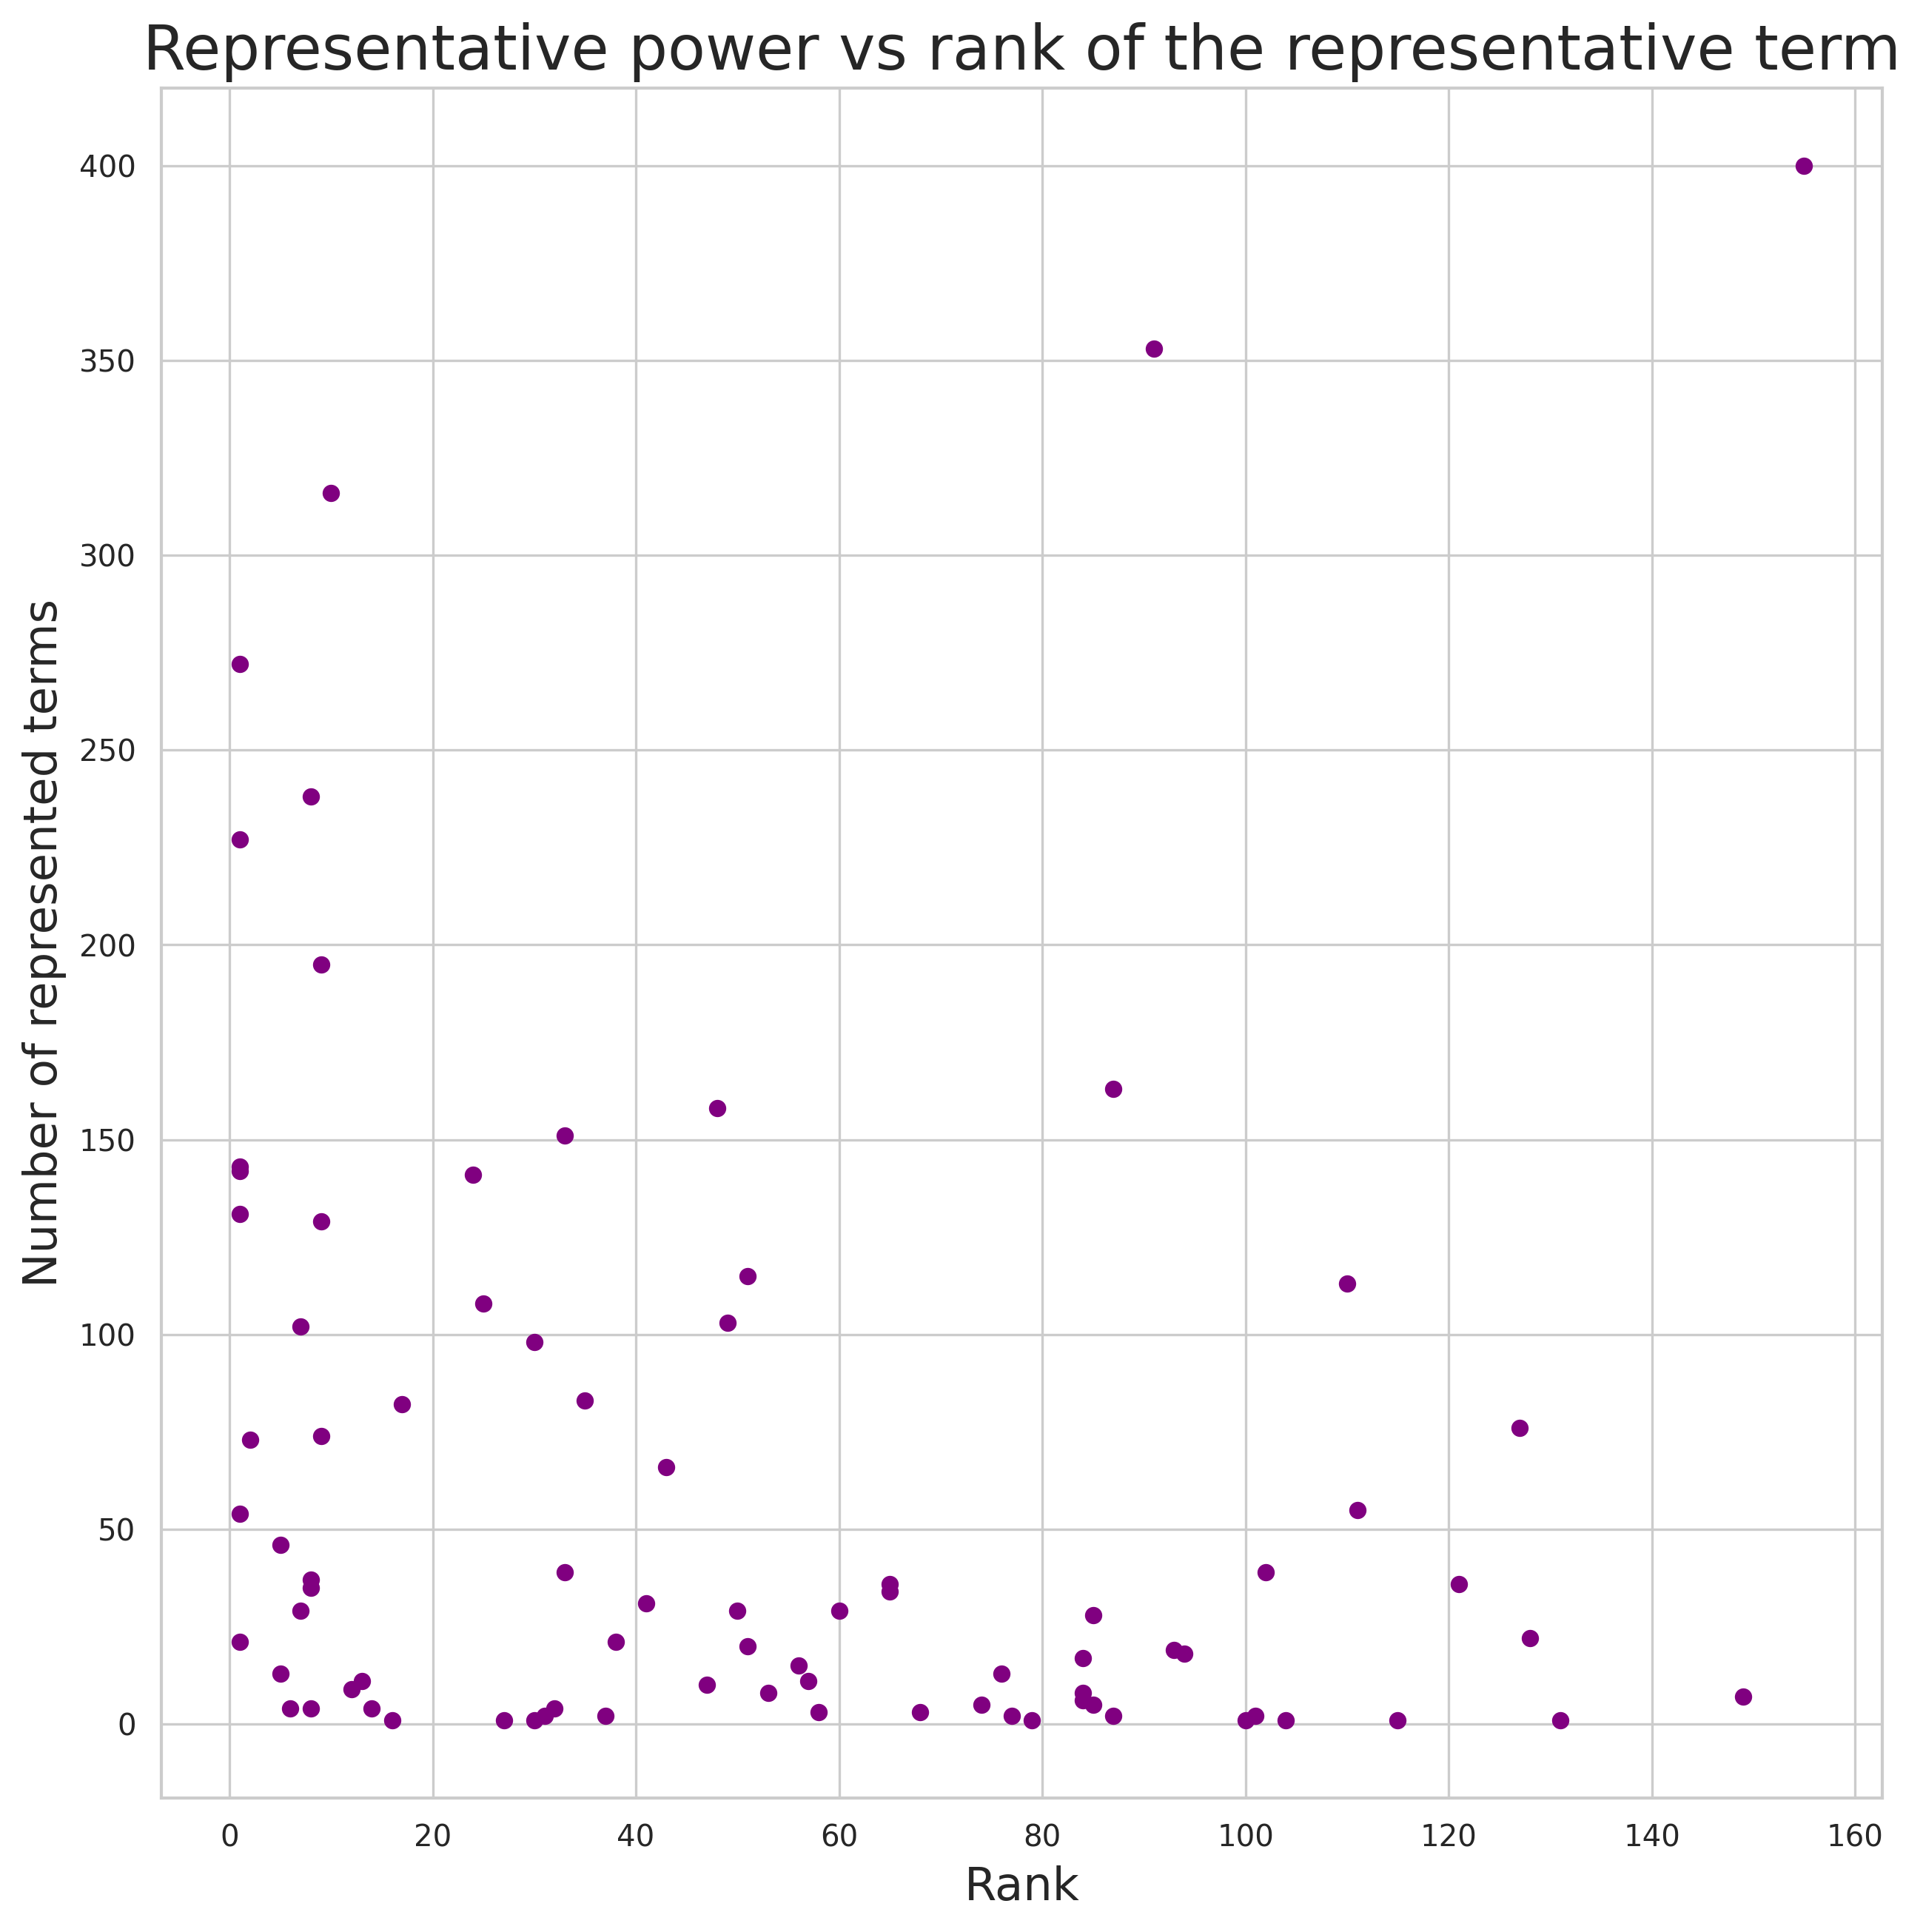 Representative power vs rank of the representative term
Number of represented terms
400
350
300
250
200
150
100
50
0
0 20 40 60 80 100 120 140 160
Rank